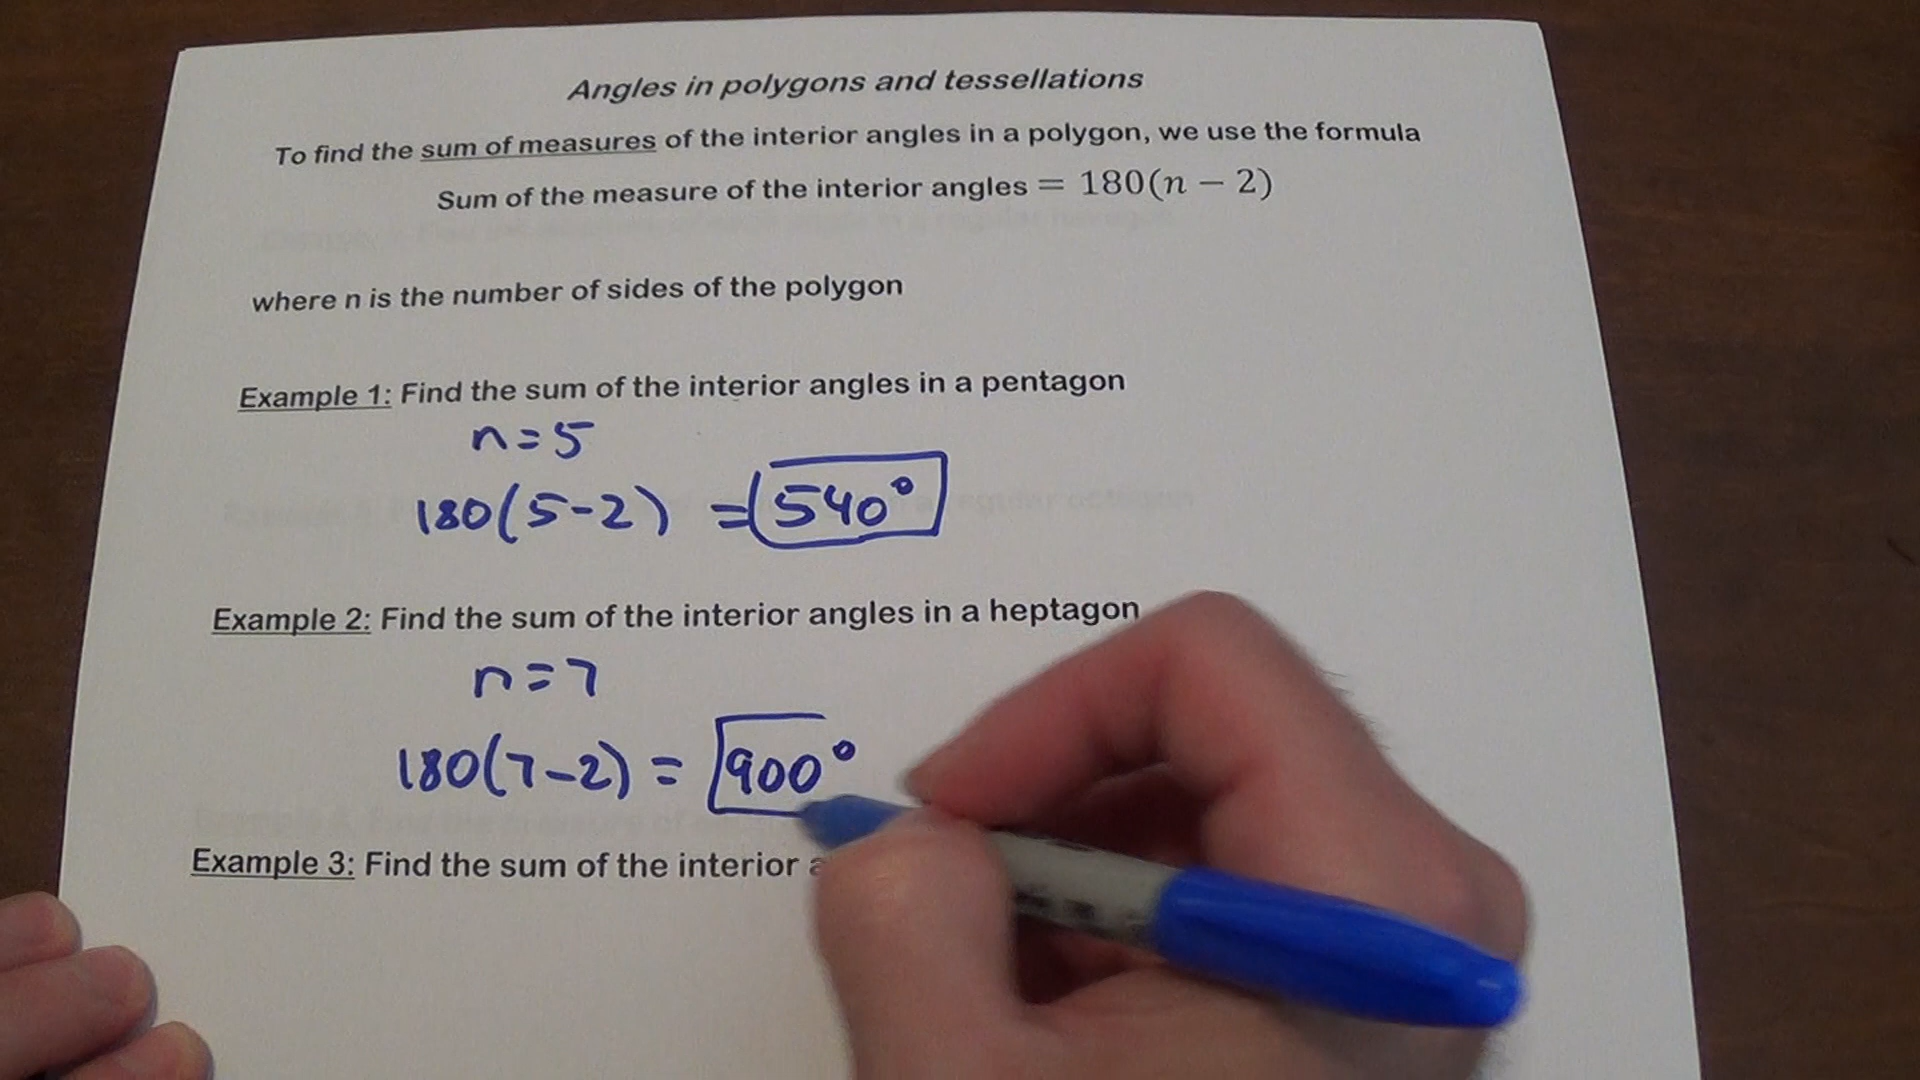 Angles in polygons and tessellations
To find the sum of measures of the interior angles in a polygon, we use the formula
Sum of the measure of the interior angles = 180(n − 2)
where n is the number of sides of the polygon
Example 1: Find the sum of the interior angles in a pentagon
n=5
180(5-2) = 540°
Example 2: Find the sum of the interior angles in a heptagon
n=7
180(7-2) = 900°
Example 3: Find the sum of the interior